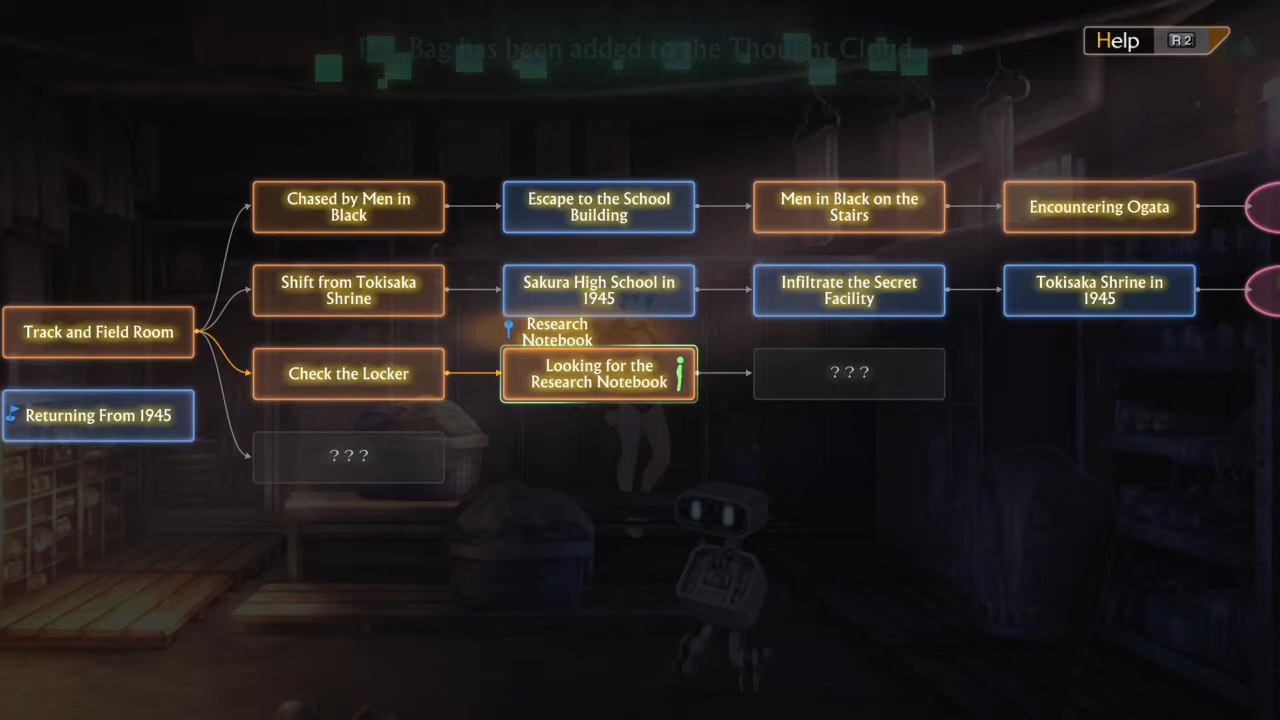 Bag has been added to the Thought Cloud.
Help R2
Chased by Men in
Black
Escape to the School
Building
Men in Black on the
Stairs
Encountering Ogata
Shift from Tokisaka
Shrine
Sakura High School in
1945
Infiltrate the Secret
Facility
Tokisaka Shrine in
1945
Track and Field Room
Research
Notebook
Check the Locker
Looking for the
Research Notebook
???
Returning From 1945
???